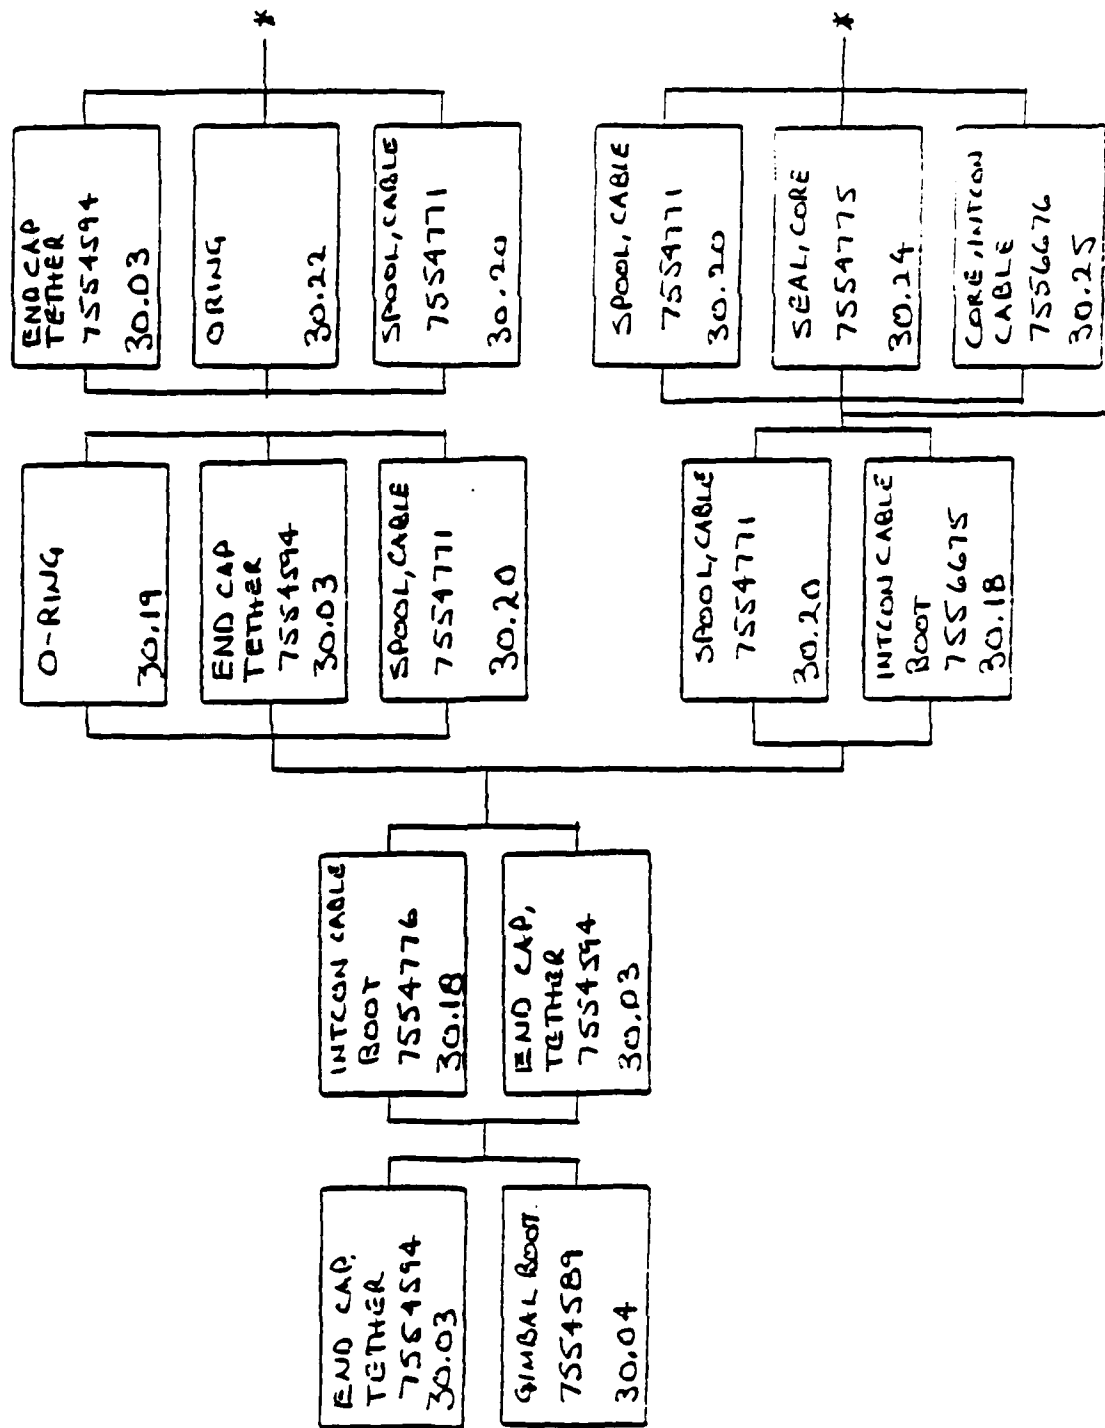 END CAP,
TETHER
7554594
30.03
GIMBAL BOOT.
7554589
30.04
INTCON CABLE
BOOT
7554776
30.18
END CAP,
TETHER
7554594
30.03
O-RING
30.19
END CAP
TETHER
7554594
30.03
SPOOL, CABLE
7554771
30.20
SPOOL, CABLE
7554771
30.20
INTCON CABLE
BOOT
7556675
30.18
END CAP
TETHER
7554594
30.03
ORING
30.22
SPOOL, CABLE
7554771
30.20
SPOOL, CABLE
7554771
30.20
SEAL, CORE
7554775
30.24
CORE, INTCON
CABLE
7556676
30.25
*
*